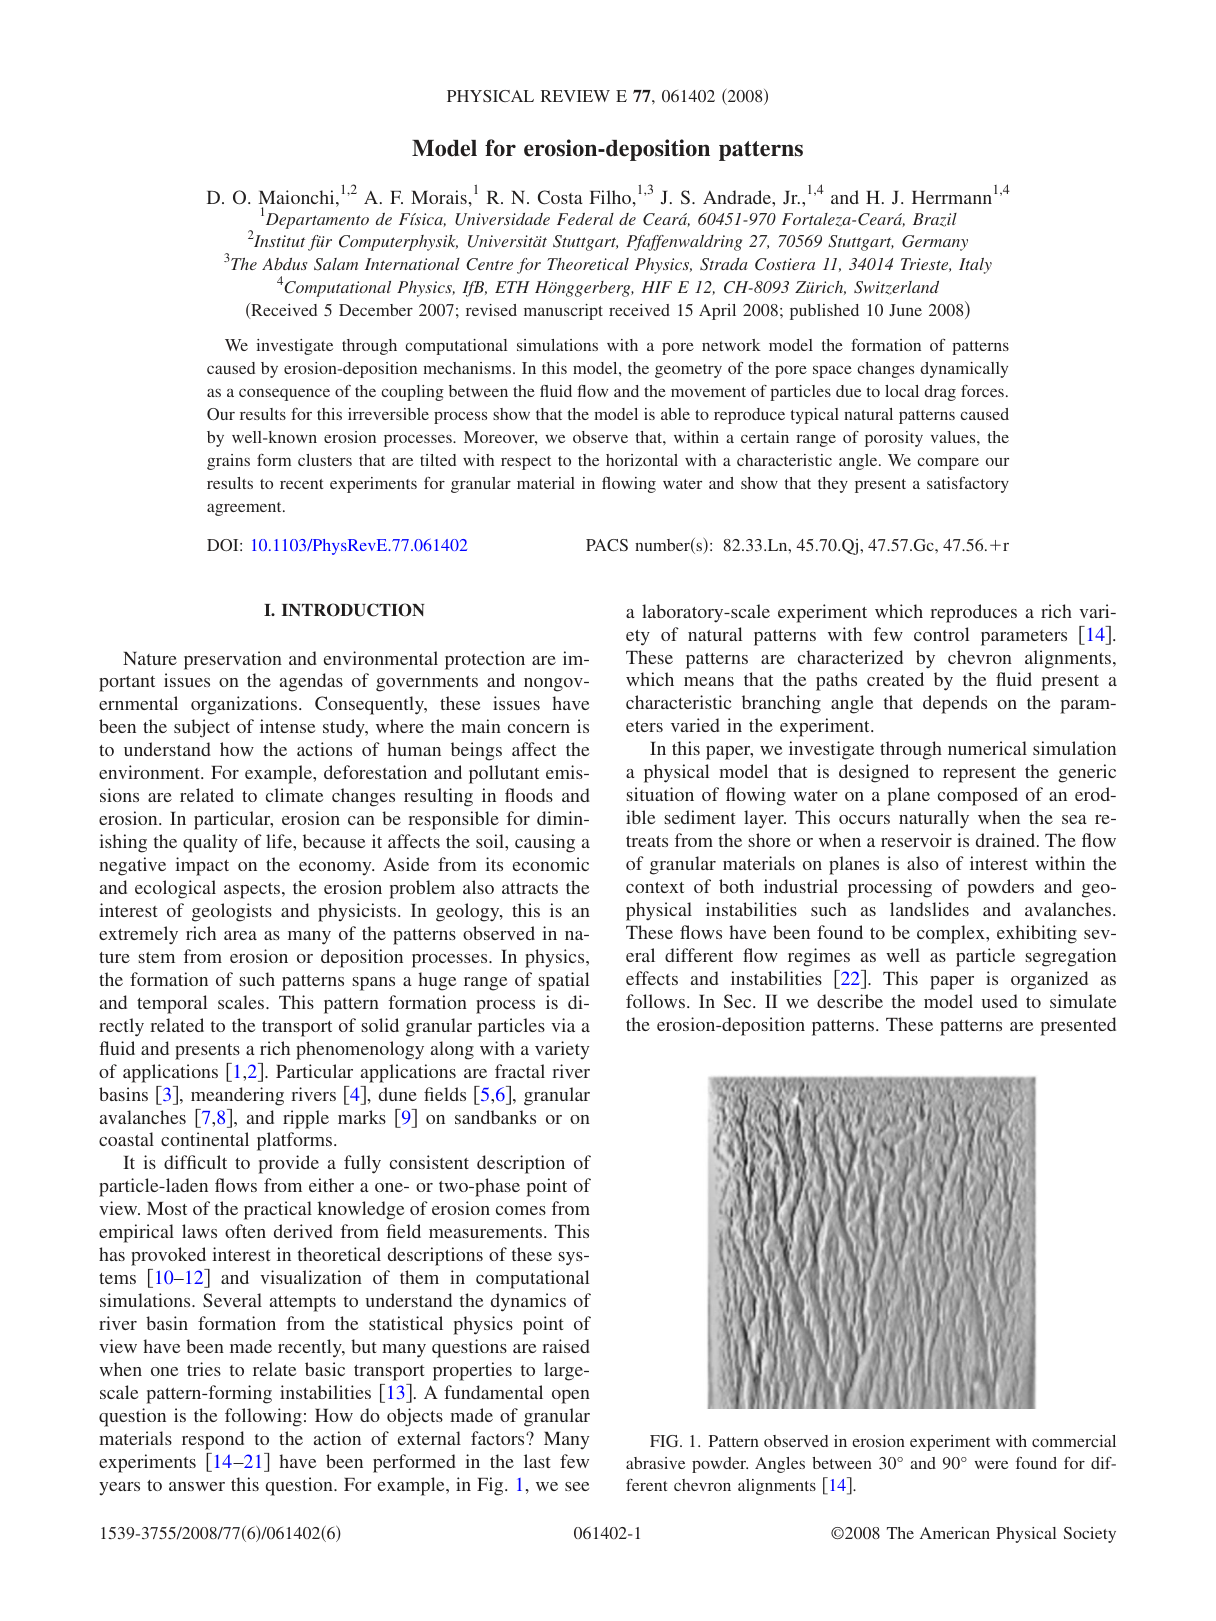 PHYSICAL REVIEW E 77, 061402 (2008)
Model for erosion-deposition patterns
D. O. Maionchi,1,2 A. F. Morais,1 R. N. Costa Filho,1,3 J. S. Andrade, Jr.,1,4 and H. J. Herrmann1,4
1Departamento de Física, Universidade Federal de Ceará, 60451-970 Fortaleza-Ceará, Brazil
2Institut für Computerphysik, Universität Stuttgart, Pfaffenwaldring 27, 70569 Stuttgart, Germany
3The Abdus Salam International Centre for Theoretical Physics, Strada Costiera 11, 34014 Trieste, Italy
4Computational Physics, IfB, ETH Hönggerberg, HIF E 12, CH-8093 Zürich, Switzerland
(Received 5 December 2007; revised manuscript received 15 April 2008; published 10 June 2008)
We investigate through computational simulations with a pore network model the formation of patterns
caused by erosion-deposition mechanisms. In this model, the geometry of the pore space changes dynamically
as a consequence of the coupling between the fluid flow and the movement of particles due to local drag forces.
Our results for this irreversible process show that the model is able to reproduce typical natural patterns caused
by well-known erosion processes. Moreover, we observe that, within a certain range of porosity values, the
grains form clusters that are tilted with respect to the horizontal with a characteristic angle. We compare our
results to recent experiments for granular material in flowing water and show that they present a satisfactory
agreement.
DOI: 10.1103/PhysRevE.77.061402 PACS number(s): 82.33.Ln, 45.70.Qj, 47.57.Gc, 47.56.+r
I. INTRODUCTION
Nature preservation and environmental protection are im-
portant issues on the agendas of governments and nongov-
ernmental organizations. Consequently, these issues have
been the subject of intense study, where the main concern is
to understand how the actions of human beings affect the
environment. For example, deforestation and pollutant emis-
sions are related to climate changes resulting in floods and
erosion. In particular, erosion can be responsible for dimin-
ishing the quality of life, because it affects the soil, causing a
negative impact on the economy. Aside from its economic
and ecological aspects, the erosion problem also attracts the
interest of geologists and physicists. In geology, this is an
extremely rich area as many of the patterns observed in na-
ture stem from erosion or deposition processes. In physics,
the formation of such patterns spans a huge range of spatial
and temporal scales. This pattern formation process is di-
rectly related to the transport of solid granular particles via a
fluid and presents a rich phenomenology along with a variety
of applications [1,2]. Particular applications are fractal river
basins [3], meandering rivers [4], dune fields [5,6], granular
avalanches [7,8], and ripple marks [9] on sandbanks or on
coastal continental platforms.
It is difficult to provide a fully consistent description of
particle-laden flows from either a one- or two-phase point of
view. Most of the practical knowledge of erosion comes from
empirical laws often derived from field measurements. This
has provoked interest in theoretical descriptions of these sys-
tems [10–12] and visualization of them in computational
simulations. Several attempts to understand the dynamics of
river basin formation from the statistical physics point of
view have been made recently, but many questions are raised
when one tries to relate basic transport properties to large-
scale pattern-forming instabilities [13]. A fundamental open
question is the following: How do objects made of granular
materials respond to the action of external factors? Many
experiments [14–21] have been performed in the last few
years to answer this question. For example, in Fig. 1, we see
a laboratory-scale experiment which reproduces a rich vari-
ety of natural patterns with few control parameters [14].
These patterns are characterized by chevron alignments,
which means that the paths created by the fluid present a
characteristic branching angle that depends on the param-
eters varied in the experiment.
In this paper, we investigate through numerical simulation
a physical model that is designed to represent the generic
situation of flowing water on a plane composed of an erod-
ible sediment layer. This occurs naturally when the sea re-
treats from the shore or when a reservoir is drained. The flow
of granular materials on planes is also of interest within the
context of both industrial processing of powders and geo-
physical instabilities such as landslides and avalanches.
These flows have been found to be complex, exhibiting sev-
eral different flow regimes as well as particle segregation
effects and instabilities [22]. This paper is organized as
follows. In Sec. II we describe the model used to simulate
the erosion-deposition patterns. These patterns are presented
FIG. 1. Pattern observed in erosion experiment with commercial
abrasive powder. Angles between 30° and 90° were found for dif-
ferent chevron alignments [14].
1539-3755/2008/77(6)/061402(6) 061402-1 ©2008 The American Physical Society